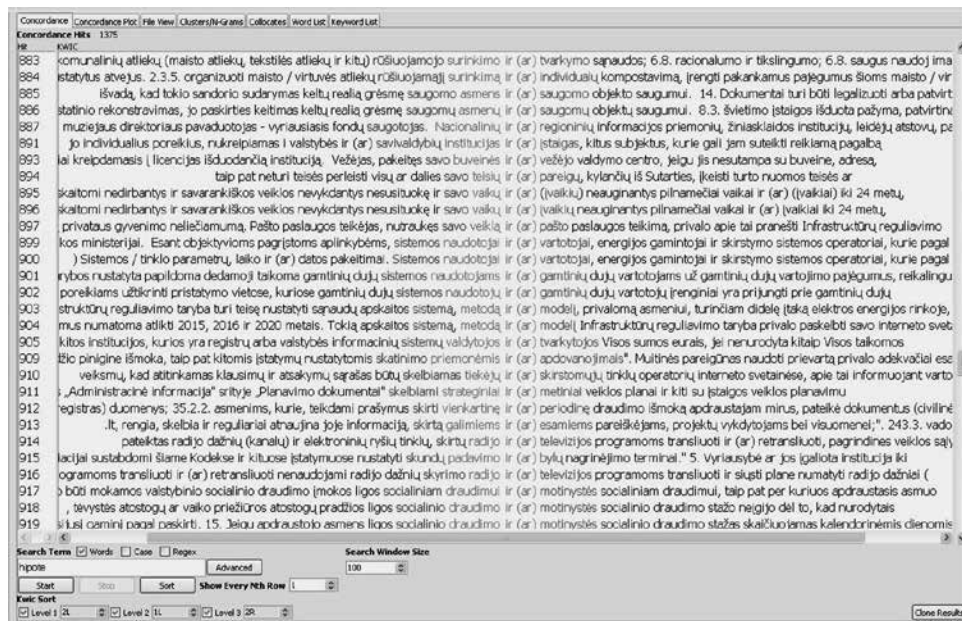 Concordance Concordance Plot File View Clusters/N-Grams Collocates Word List Keyword List
Concordance Hits 1375
Hit KWIC
883 komunalinių atliekų (maisto atliekų, tekstilės atliekų ir kitų) rūšiuojamojo surinkimo ir (ar) tvarkymo sąnaudos; 6.8. racionalumo ir tikslingumo; 6.8. saugus naudoj ima
884 statytus atvejus. 2.3.5. organizuoti maisto / virtuvės atliekų rūšiuojamąjį surinkimą ir (ar) individualų kompostavimą, įrengti pakankamus pajėgumus šioms maisto / vir
885 išvadą, kad tokio sandorio sudarymas keltų realią grėsmę saugomo asmens ir (ar) saugomo objekto saugumui. 14. Dokumentai turi būti legalizuoti arba patvirt
886 statinio rekonstravimas, jo paskirties keitimas keltų realią grėsmę saugomų asmenų ir (ar) saugomų objektų saugumui. 8.3. švietimo įstaigos išduota pažyma, patvirtina
887 muziejaus direktoriaus pavaduotojas - vyriausiasis fondų saugotojas. Nacionalinių ir (ar) regioninių informacijos priemonių, žiniasklaidos institucijų, leidėjų atstovų, pa
891 jo individualius poreikius, nukreipiamas į valstybės ir (ar) savivaldybių institucijas ir (ar) įstaigas, kitus subjektus, kurie gali jam suteikti reikiamą pagalbą
893 ai kreipdamasis į licencijas išduodančią instituciją. Vežėjas, pakeitęs savo buveinės ir (ar) vežėjo valdymo centro, jeigu jis nesutampa su buveine, adresą,
894 taip pat neturi teisės perleisti visų ar dalies savo teisių ir (ar) pareigų, kylančių iš Sutarties, įkeisti turto nuomos teisės ar
895 skaitomi nedirbantys ir savarankiškos veiklos nevykdantys nesusituokę ir savo vaikų ir (ar) (įvaikių) neauginantys pilnamečiai vaikai ir (ar) (įvaikiai) iki 24 metų,
896 skaitomi nedirbantys ir savarankiškos veiklos nevykdantys nesusituokę ir savo vaikų ir (ar) įvaikių neauginantys pilnamečiai vaikai ir (ar) įvaikiai iki 24 metų,
897 privataus gyvenimo neliečiamumą. Pašto paslaugos teikėjas, nutraukęs savo veiklą ir (ar) pašto paslaugos teikimą, privalo apie tai pranešti Infrastruktūrų reguliavimo
899 kos ministerijai. Esant objektyvioms pagrįstoms aplinkybėms, sistemos naudotojai ir (ar) vartotojai, energijos gamintojai ir skirstymo sistemos operatoriai, kurie pagal
900 ) Sistemos / tinklo parametrų, laiko ir (ar) datos pakeitimai. Sistemos naudotojai ir (ar) vartotojai, energijos gamintojai ir skirstymo sistemos operatoriai, kurie pagal
901 rybos nustatyta papildoma dedamoji taikoma gamtinių dujų sistemos naudotojams ir (ar) gamtinių dujų vartotojams už gamtinių dujų vartojimo pajėgumus, reikalingu
902 poreikiams užtikrinti pristatymo vietose, kuriose gamtinių dujų sistemos naudotojų ir (ar) gamtinių dujų vartotojų įrenginiai yra prijungti prie gamtinių dujų
903 struktūrų reguliavimo taryba turi teisę nustatyti sąnaudų apskaitos sistemą, metodą ir (ar) modelį, privalomą asmeniui, turinčiam didelę įtaką elektros energijos rinkoje,
904 mus numatoma atlikti 2015, 2016 ir 2020 metais. Tokią apskaitos sistemą, metodą ir (ar) modelį Infrastruktūrų reguliavimo taryba privalo paskelbti savo interneto svet
905 kitos institucijos, kurios yra registrų arba valstybės informacinių sistemų valdytojos ir (ar) tvarkytojos Visos sumos eurais, jei nenurodyta kitaip Visos taikomos
909 džio piniginė išmoka, taip pat kitomis įstatymų nustatytomis skatinimo priemonėmis ir (ar) apdovanojimais". Muitinės pareigūnas naudoti prievartą privalo adekvačiai esa
910 veiksmų, kad atitinkamas klausimų ir atsakymų sąrašas būtų skelbiamas tiekėjų ir (ar) skirstomųjų tinklų operatorių interneto svetainėse, apie tai informuojant varto
911 s „Administracinė informacija" srityje „Planavimo dokumentai" skelbiami strateginiai ir (ar) metiniai veiklos planai ir kiti su įstaigos veiklos planavimu
912 registras) duomenys; 35.2.2. asmenims, kurie, teikdami prašymus skirti vienkartinę ir (ar) periodinę draudimo išmoką apdraustajam mirus, pateikė dokumentus (civilinė
913 .lt, rengia, skelbia ir reguliariai atnaujina joje informaciją, skirtą galimiems ir (ar) esamiems pareiškėjams, projektų vykdytojams bei visuomenei;". 243.3. vado
914 pateiktas radijo dažnių (kanalų) ir elektroninių ryšių tinklų, skirtų radijo ir (ar) televizijos programoms transliuoti ir (ar) retransliuoti, pagrindines veiklos sąly
915 lacijai sustabdomi šiame Kodekse ir kituose įstatymuose nustatyti skundų padavimo ir (ar) bylų nagrinėjimo terminai." 5. Vyriausybė ar jos įgaliota institucija iki
916 ogramoms transliuoti ir (ar) retransliuoti nenaudojami radijo dažnių skyrimo radijo ir (ar) televizijos programoms transliuoti ir siųsti plane numatyti radijo dažniai (
917 o būti mokamos valstybinio socialinio draudimo įmokos ligos socialiniam draudimui ir (ar) motinystės socialiniam draudimui, taip pat per kuriuos apdraustasis asmuo
918 , tėvystės atostogų ar vaiko priežiūros atostogų pradžios ligos socialinio draudimo ir (ar) motinystės socialinio draudimo stažo neįgijo dėl to, kad nurodytais
919 si jusi gaminį pagal paskirtį. 15. Jeigu apdraustojo asmens ligos socialinio draudimo ir (ar) motinystės socialinio draudimo stažas skaičiuojamas kalendorinėmis dienomis
Search Term Words Case Regex Search Window Size
hipote Advanced 100
Start Stop Sort Show Every Nth Row 1
Kwic Sort
Level 1 2L Level 2 1L Level 3 2R Clone Results